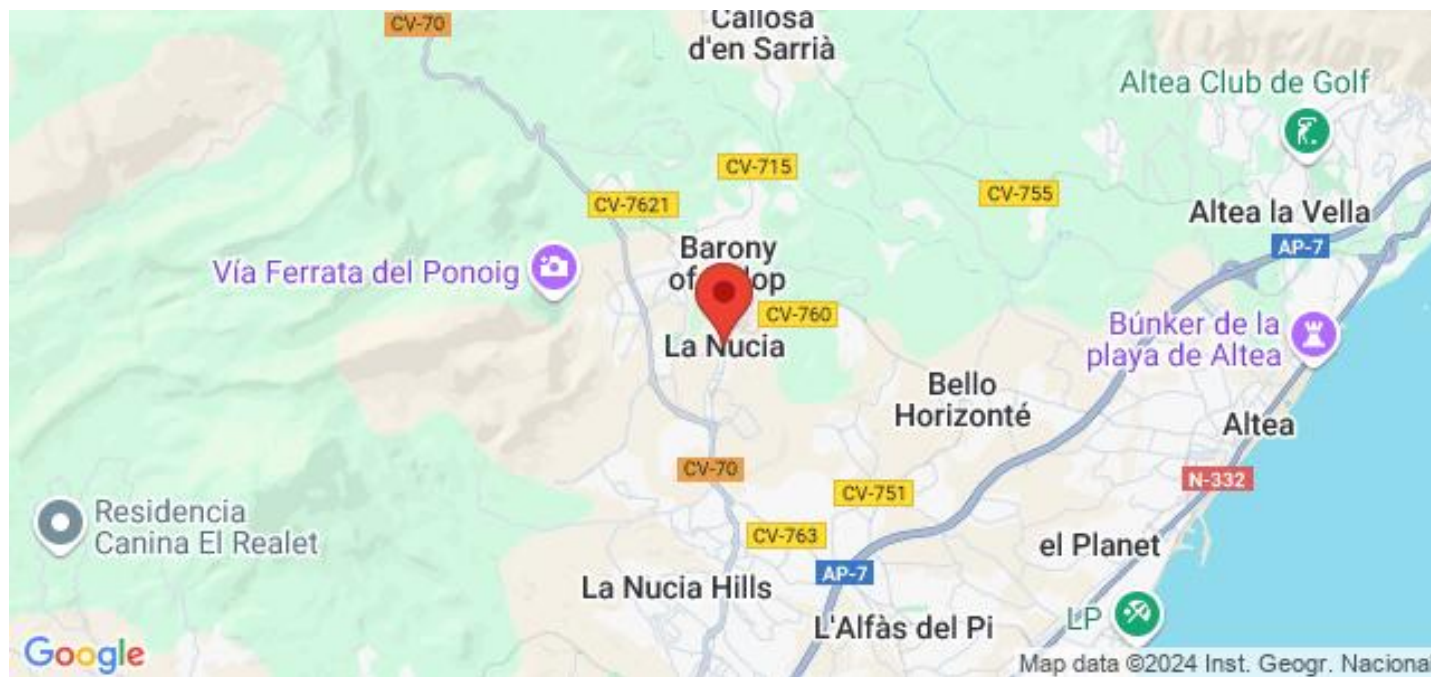 CV-70
Callosa
d'en Sarrià
Altea Club de Golf
CV-715
CV-755
CV-7621
Altea la Vella
AP-7
Barony
Vía Ferrata del Ponoig
CV-760
La Nucia
Búnker de la
playa de Altea
Bello
Horizonté
Altea
CV-70
N-332
CV-751
Residencia
Canina El Realet
CV-763
el Planet
AP-7
La Nucia Hills
L'Alfàs del Pi
LP
Google
Map data ©2024 Inst. Geogr. Nacional